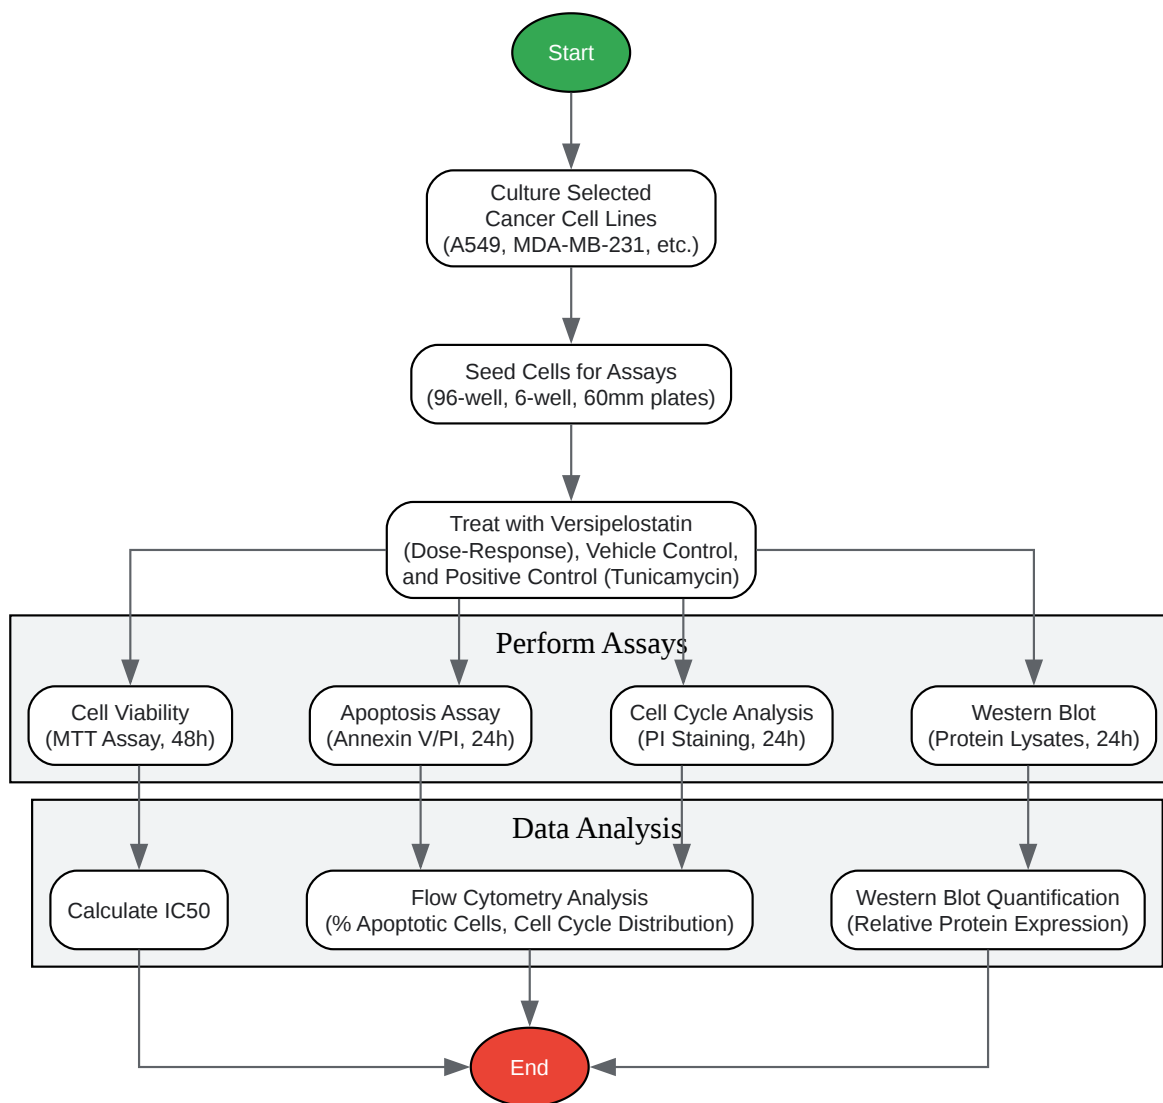 Start
Culture Selected
Cancer Cell Lines
(A549, MDA-MB-231, etc.)
Seed Cells for Assays
(96-well, 6-well, 60mm plates)
Treat with Versipelostatin
(Dose-Response), Vehicle Control,
and Positive Control (Tunicamycin)
Perform Assays
Cell Viability
(MTT Assay, 48h)
Apoptosis Assay
(Annexin V/PI, 24h)
Cell Cycle Analysis
(PI Staining, 24h)
Western Blot
(Protein Lysates, 24h)
Data Analysis
Calculate IC50
Flow Cytometry Analysis
(% Apoptotic Cells, Cell Cycle Distribution)
Western Blot Quantification
(Relative Protein Expression)
End